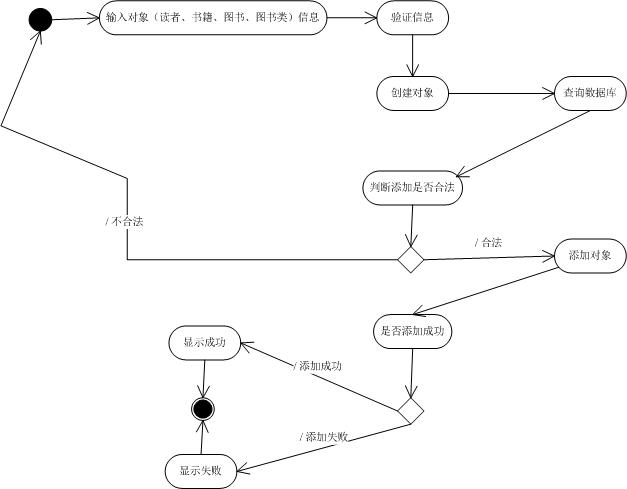 输入对象（读者、书籍、图书、图书类）信息
验证信息
创建对象
查询数据库
判断添加是否合法
/ 不合法
/ 合法
添加对象
是否添加成功
显示成功
/ 添加成功
/ 添加失败
显示失败